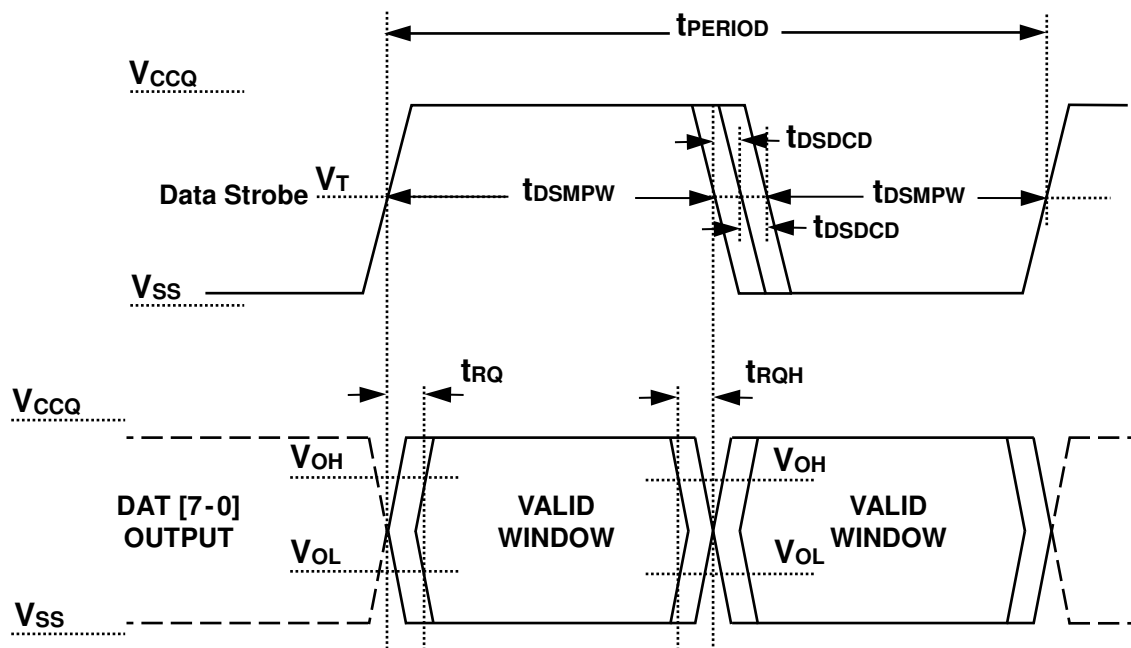 tPERIOD
VCCQ
tDSDCD
Data Strobe VT
tDSMPW
tDSMPW
tDSDCD
VSS
tRQ
tRQH
VCCQ
VOH
VOH
DAT [7-0]
OUTPUT
VALID
WINDOW
VALID
WINDOW
VOL
VOL
VSS